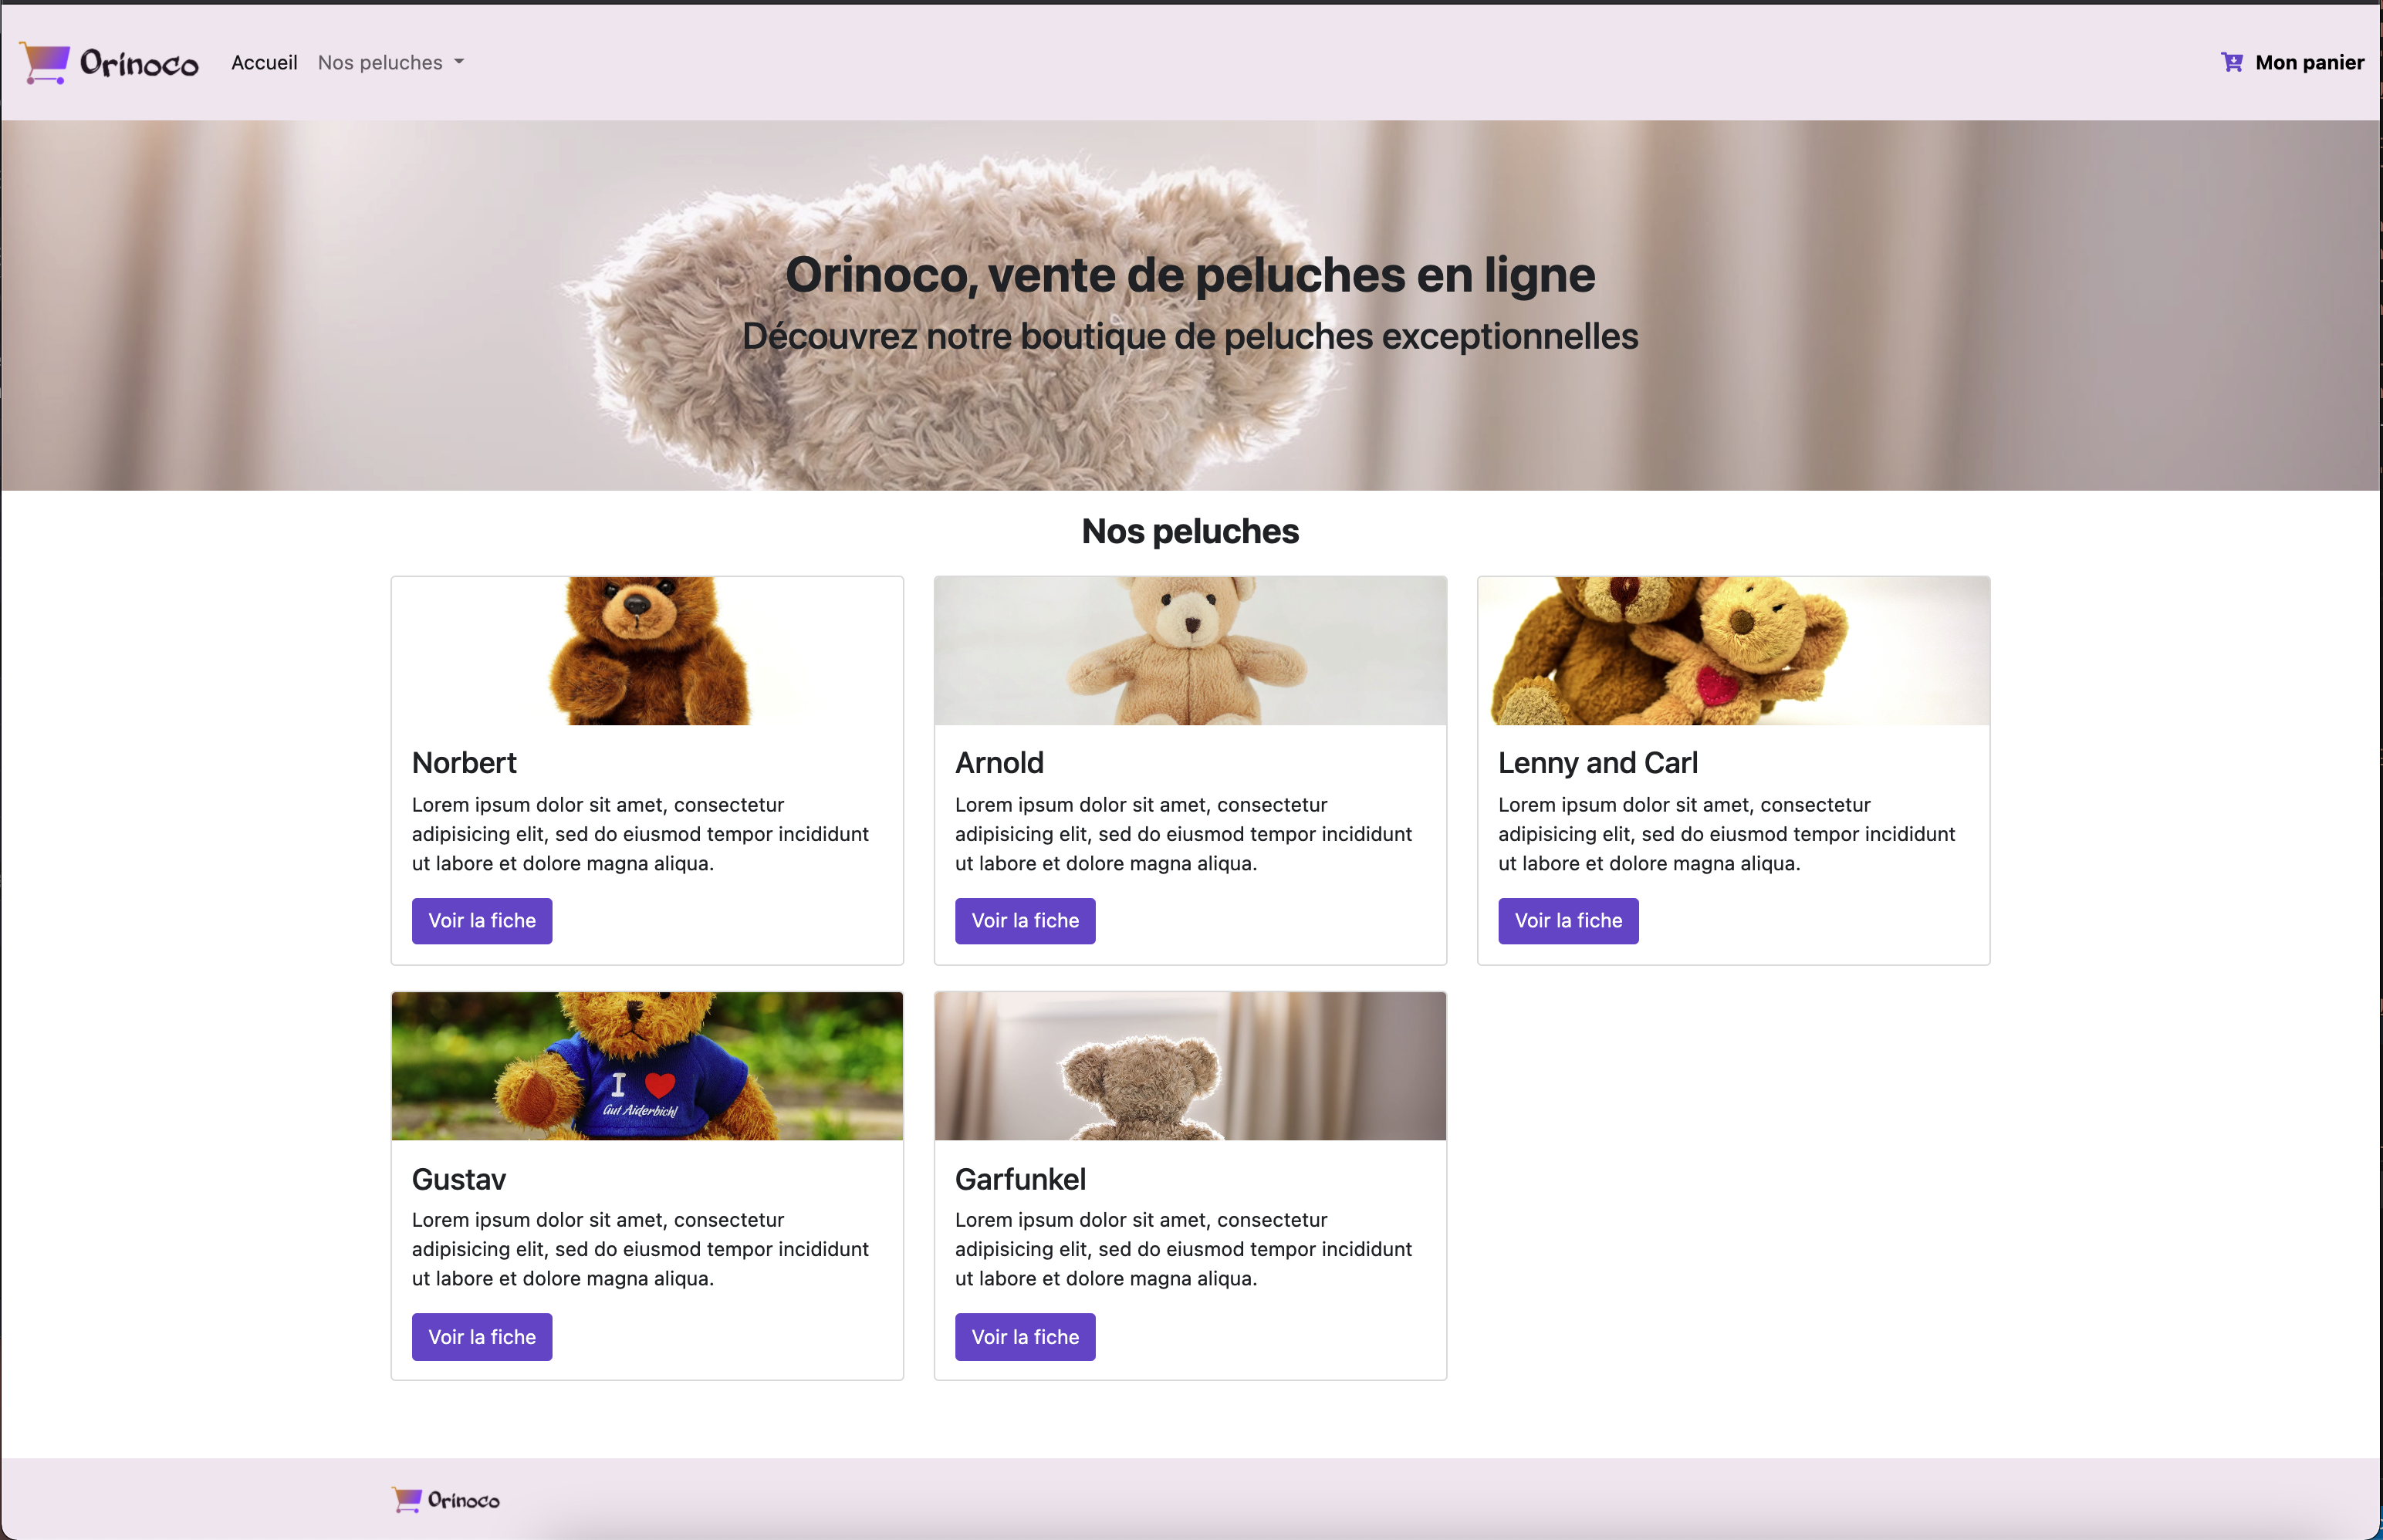 Orinoco Accueil Nos peluches Mon panier
Orinoco, vente de peluches en ligne
Découvrez notre boutique de peluches exceptionnelles
Nos peluches
Norbert
Lorem ipsum dolor sit amet, consectetur
adipisicing elit, sed do eiusmod tempor incididunt
ut labore et dolore magna aliqua.
Voir la fiche
Arnold
Lorem ipsum dolor sit amet, consectetur
adipisicing elit, sed do eiusmod tempor incididunt
ut labore et dolore magna aliqua.
Voir la fiche
Lenny and Carl
Lorem ipsum dolor sit amet, consectetur
adipisicing elit, sed do eiusmod tempor incididunt
ut labore et dolore magna aliqua.
Voir la fiche
I
Gut Aiderbichl
Gustav
Lorem ipsum dolor sit amet, consectetur
adipisicing elit, sed do eiusmod tempor incididunt
ut labore et dolore magna aliqua.
Voir la fiche
Garfunkel
Lorem ipsum dolor sit amet, consectetur
adipisicing elit, sed do eiusmod tempor incididunt
ut labore et dolore magna aliqua.
Voir la fiche
Orinoco